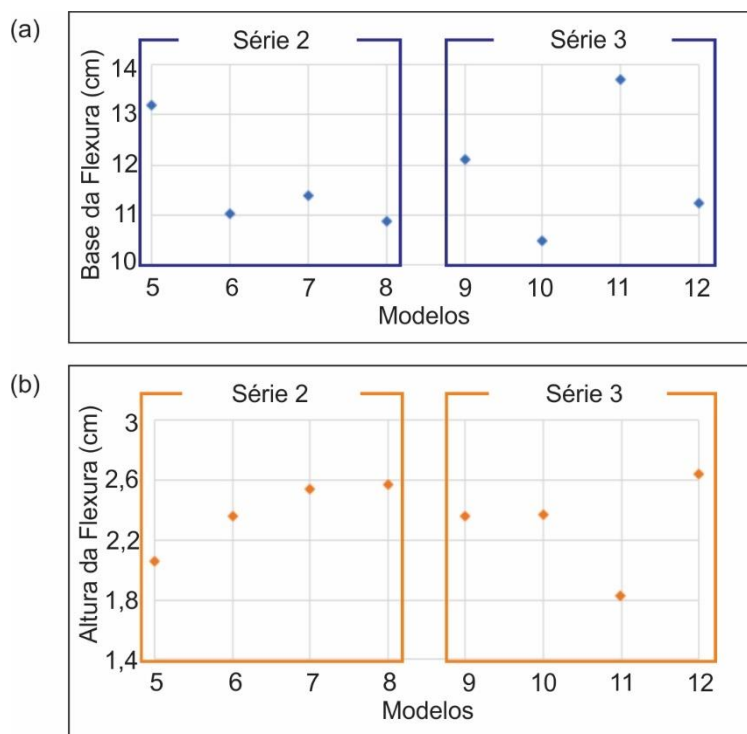 (a)
Série 2
Série 3
Base da Flexura (cm)
14
13
12
11
10
5 6 7 8 9 10 11 12
Modelos
(b)
Série 2
Série 3
Altura da Flexura (cm)
3
2,6
2,2
1,8
1,4
5 6 7 8 9 10 11 12
Modelos